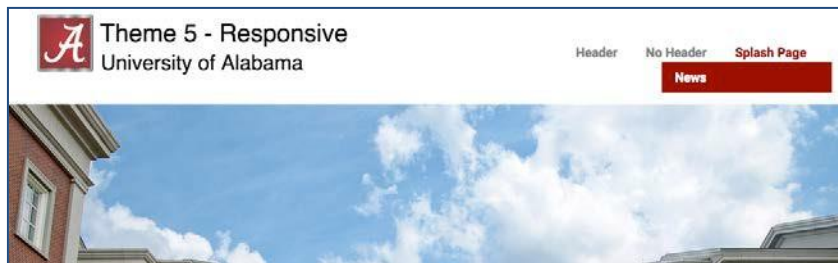 A
Theme 5 - Responsive
University of Alabama
Header No Header Splash Page
News